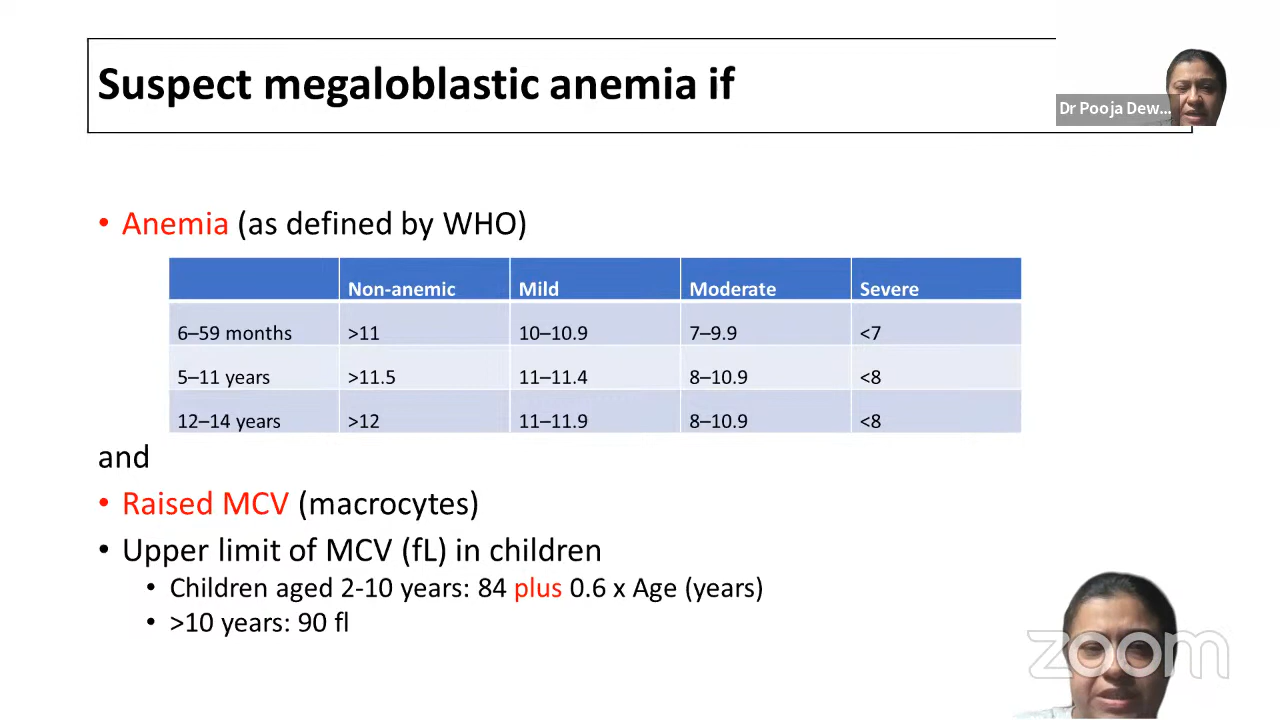 Suspect megaloblastic anemia if
Dr Pooja Dew...
• Anemia (as defined by WHO)
Non-anemic Mild Moderate Severe
6–59 months >11 10–10.9 7–9.9 <7
5–11 years >11.5 11–11.4 8–10.9 <8
12–14 years >12 11–11.9 8–10.9 <8
and
• Raised MCV (macrocytes)
• Upper limit of MCV (fL) in children
• Children aged 2-10 years: 84 plus 0.6 x Age (years)
• >10 years: 90 fl
zoom